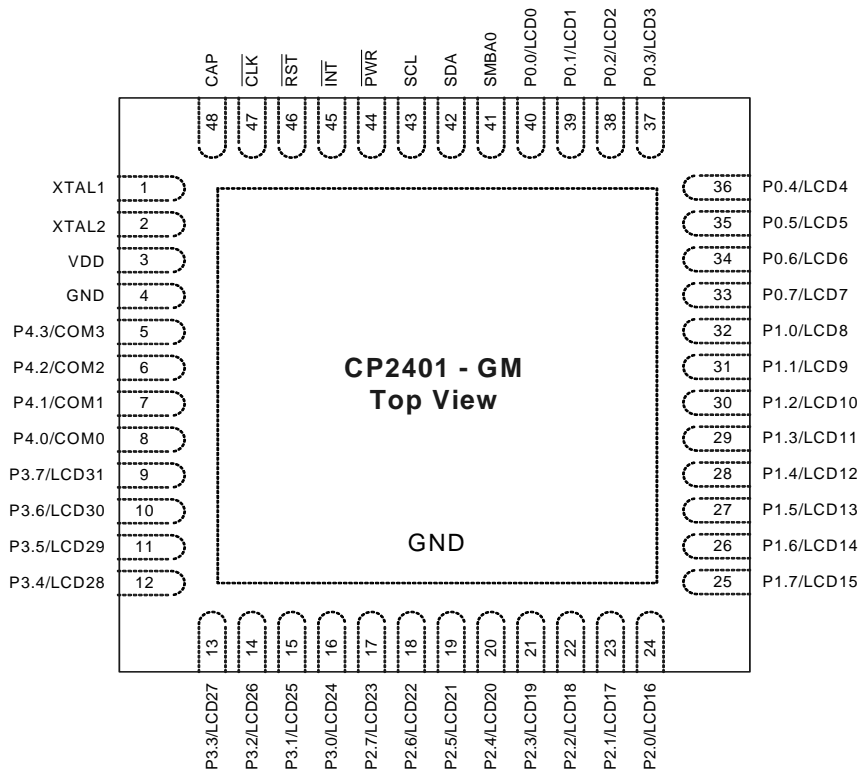 CAP
CLK
RST
INT
PWR
SCL
SDA
SMBA0
P0.0/LCD0
P0.1/LCD1
P0.2/LCD2
P0.3/LCD3
48
47
46
45
44
43
42
41
40
39
38
37
XTAL1 1
XTAL2 2
VDD 3
GND 4
P4.3/COM3 5
P4.2/COM2 6
P4.1/COM1 7
P4.0/COM0 8
P3.7/LCD31 9
P3.6/LCD30 10
P3.5/LCD29 11
P3.4/LCD28 12
CP2401 - GM
Top View
GND
36 P0.4/LCD4
35 P0.5/LCD5
34 P0.6/LCD6
33 P0.7/LCD7
32 P1.0/LCD8
31 P1.1/LCD9
30 P1.2/LCD10
29 P1.3/LCD11
28 P1.4/LCD12
27 P1.5/LCD13
26 P1.6/LCD14
25 P1.7/LCD15
13
14
15
16
17
18
19
20
21
22
23
24
P3.3/LCD27
P3.2/LCD26
P3.1/LCD25
P3.0/LCD24
P2.7/LCD23
P2.6/LCD22
P2.5/LCD21
P2.4/LCD20
P2.3/LCD19
P2.2/LCD18
P2.1/LCD17
P2.0/LCD16